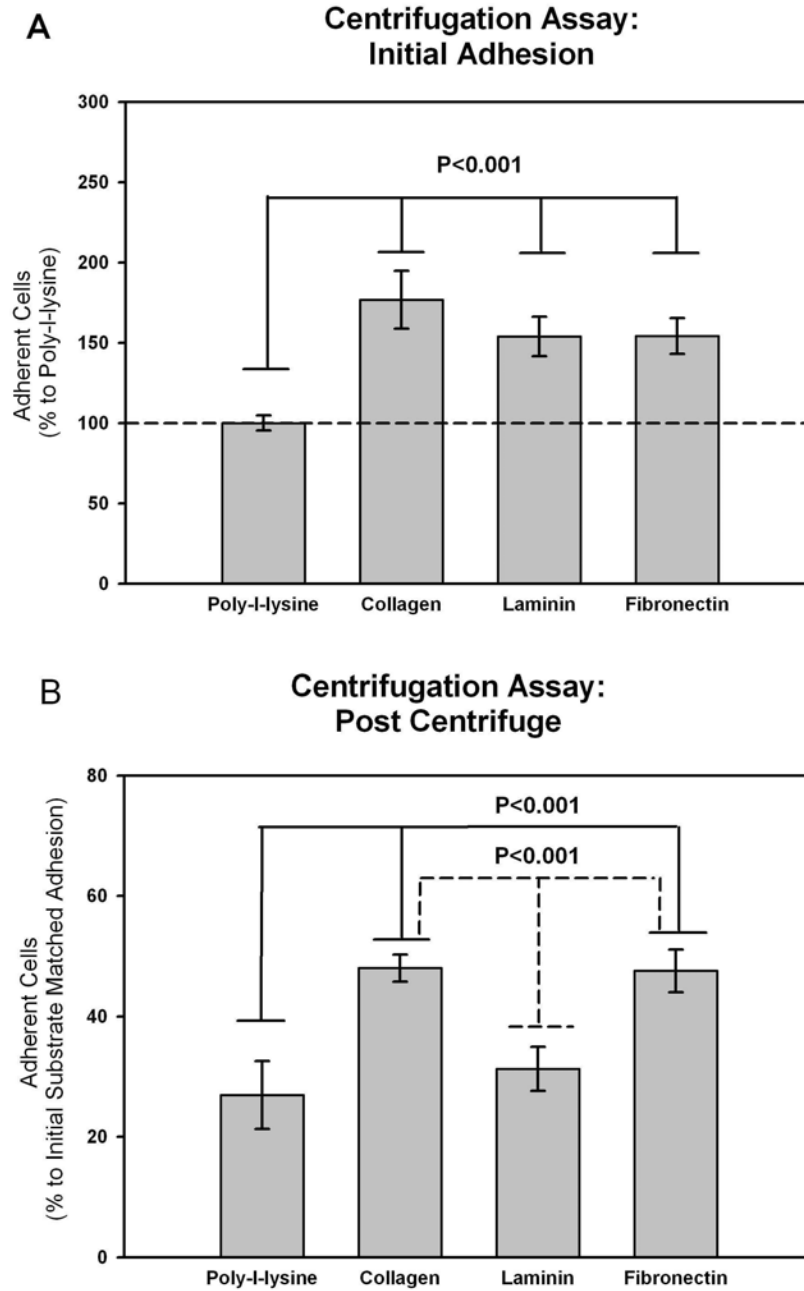 A
Centrifugation Assay:
Initial Adhesion
300
250
200
150
100
50
0
Adherent Cells
(% to Poly-l-lysine)
P<0.001
Poly-l-lysine Collagen Laminin Fibronectin
B
Centrifugation Assay:
Post Centrifuge
80
60
40
20
0
Adherent Cells
(% to Initial Substrate Matched Adhesion)
P<0.001
P<0.001
Poly-l-lysine Collagen Laminin Fibronectin